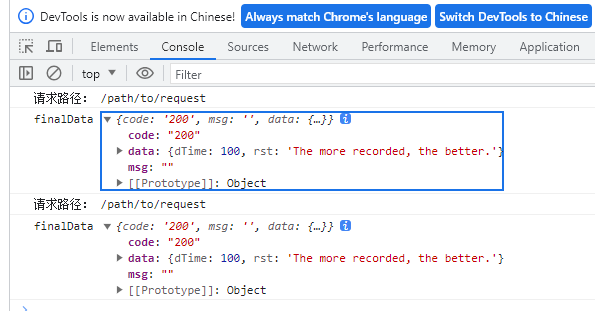 DevTools is now available in Chinese! Always match Chrome's language Switch DevTools to Chinese
Elements Console Sources Network Performance Memory Application
top Filter
请求路径: /path/to/request
finalData {code: '200', msg: '', data: {…}}
code: "200"
data: {dTime: 100, rst: 'The more recorded, the better.'}
msg: ""
[[Prototype]]: Object
请求路径: /path/to/request
finalData {code: '200', msg: '', data: {…}}
code: "200"
data: {dTime: 100, rst: 'The more recorded, the better.'}
msg: ""
[[Prototype]]: Object